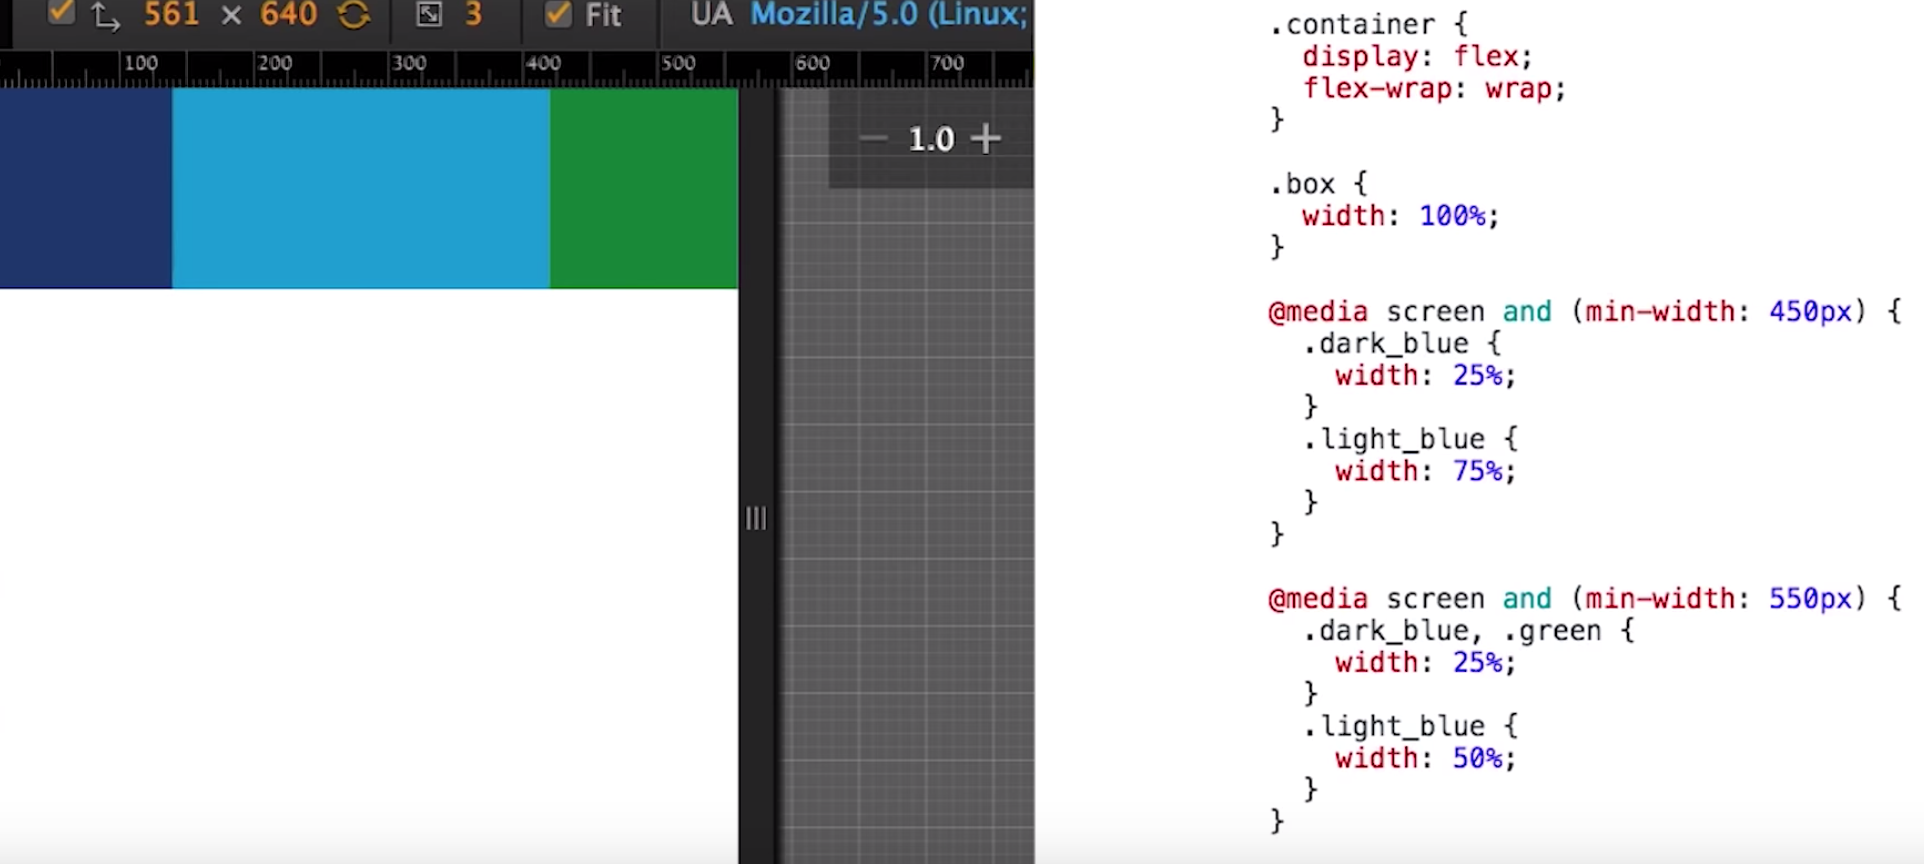 561 × 640 3 Fit UA Mozilla/5.0 (Linux;
100 200 300 400 500 600 700
− 1.0 +
.container {
display: flex;
flex-wrap: wrap;
}
.box {
width: 100%;
}
@media screen and (min-width: 450px) {
.dark_blue {
width: 25%;
}
.light_blue {
width: 75%;
}
}
@media screen and (min-width: 550px) {
.dark_blue, .green {
width: 25%;
}
.light_blue {
width: 50%;
}
}